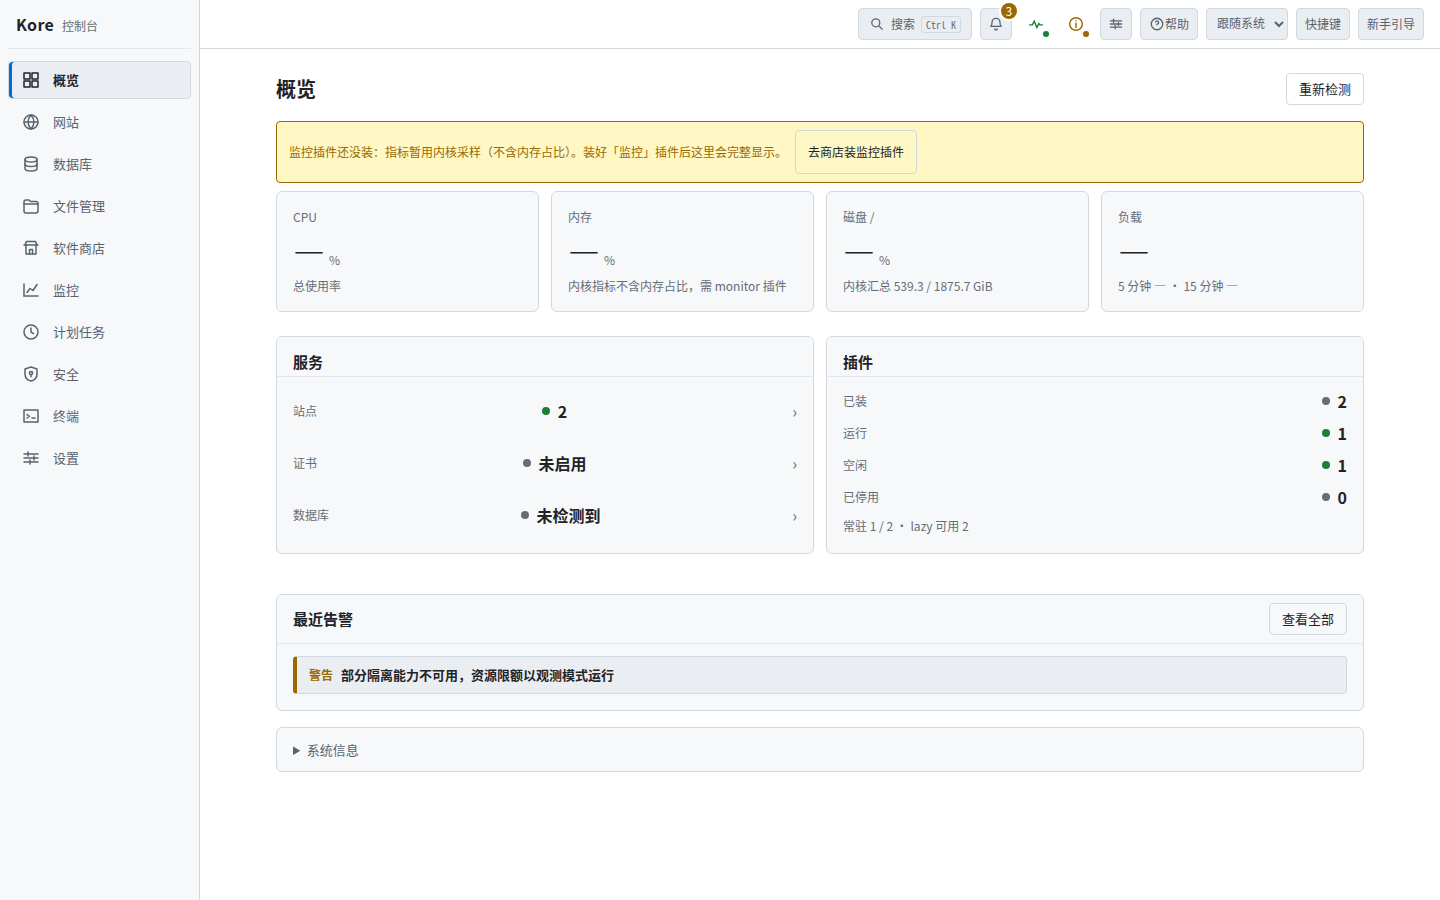 Kore 控制台
搜索 Ctrl K
3
帮助
跟随系统
快捷键
新手引导
概览
网站
数据库
文件管理
软件商店
监控
计划任务
安全
终端
设置
概览
重新检测
监控插件还没装：指标暂用内核采样（不含内存占比）。装好「监控」插件后这里会完整显示。
去商店装监控插件
CPU
— %
总使用率
内存
— %
内核指标不含内存占比，需 monitor 插件
磁盘 /
— %
内核汇总 539.3 / 1875.7 GiB
负载
—
5 分钟 — · 15 分钟 —
服务
站点 2 ›
证书 未启用 ›
数据库 未检测到 ›
插件
已装 2
运行 1
空闲 1
已停用 0
常驻 1 / 2 · lazy 可用 2
最近告警
查看全部
警告 部分隔离能力不可用，资源限额以观测模式运行
▶ 系统信息